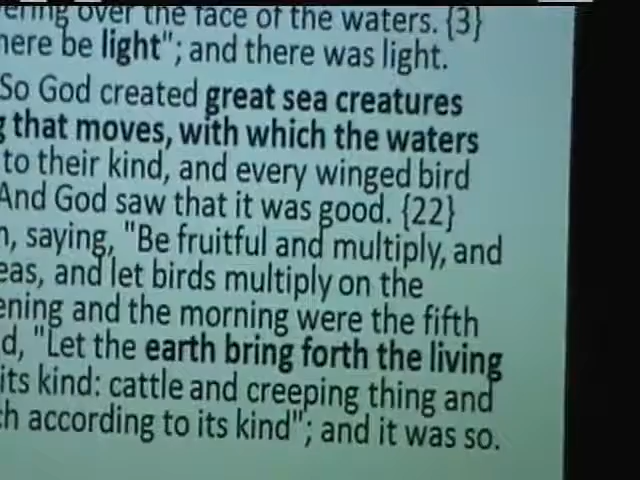 ering over the face of the waters. {3}
here be light"; and there was light.
So God created great sea creatures
g that moves, with which the waters
to their kind, and every winged bird
And God saw that it was good. {22}
n, saying, "Be fruitful and multiply, and
eas, and let birds multiply on the
ening and the morning were the fifth
d, "Let the earth bring forth the living
its kind: cattle and creeping thing and
ch according to its kind"; and it was so.